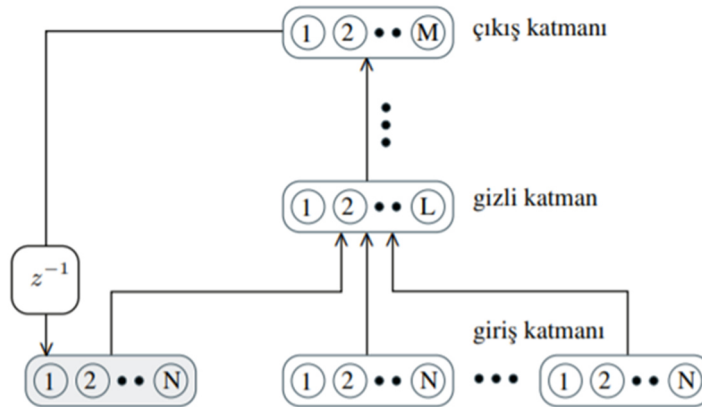 1 2 •• M çıkış katmanı
1 2 •• L gizli katman
z⁻¹
giriş katmanı
1 2 •• N 1 2 •• N ••• 1 2 •• N